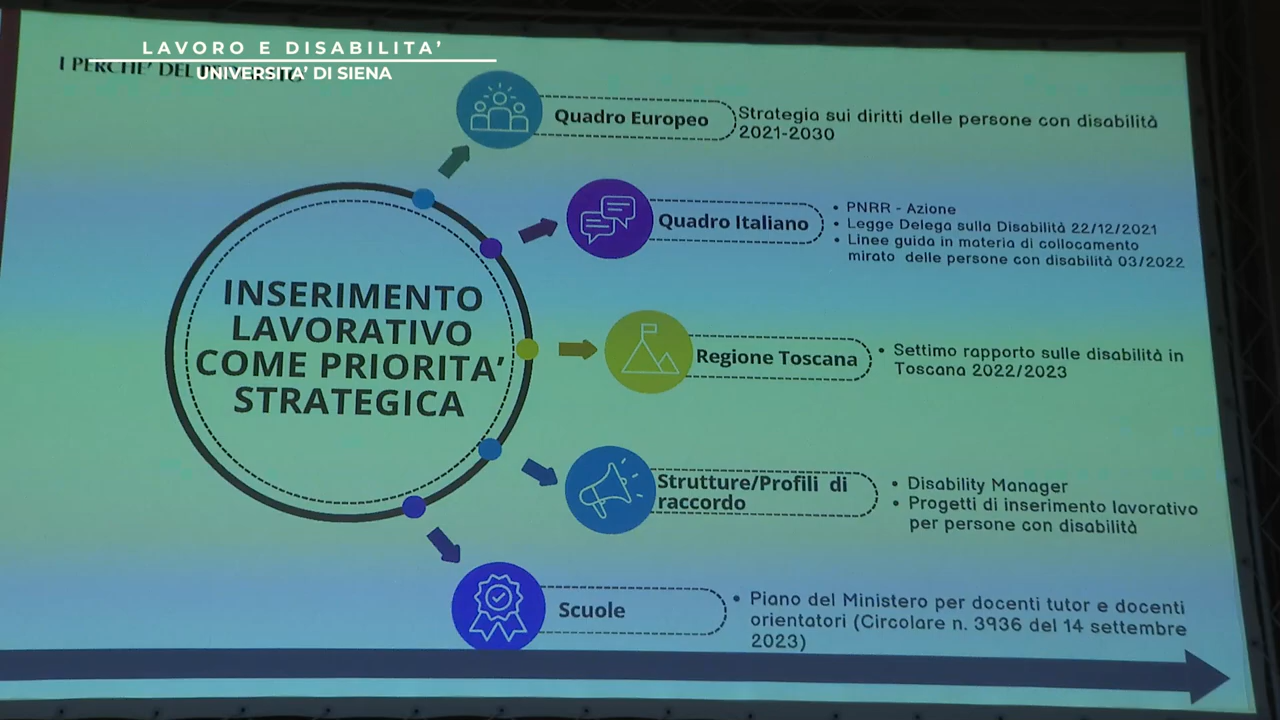 LAVORO E DISABILITA’
UNIVERSITA’ DI SIENA
I PERCHE’ DEL
Quadro Europeo
Strategia sui diritti delle persone con disabilità
2021-2030
Quadro Italiano
• PNRR - Azione
• Legge Delega sulla Disabilità 22/12/2021
• Linee guida in materia di collocamento
mirato delle persone con disabilità 03/2022
INSERIMENTO
LAVORATIVO
COME PRIORITA’
STRATEGICA
Regione Toscana
• Settimo rapporto sulle disabilità in
Toscana 2022/2023
Strutture/Profili di
raccordo
• Disability Manager
• Progetti di inserimento lavorativo
per persone con disabilità
Scuole
• Piano del Ministero per docenti tutor e docenti
orientatori (Circolare n. 3936 del 14 settembre
2023)